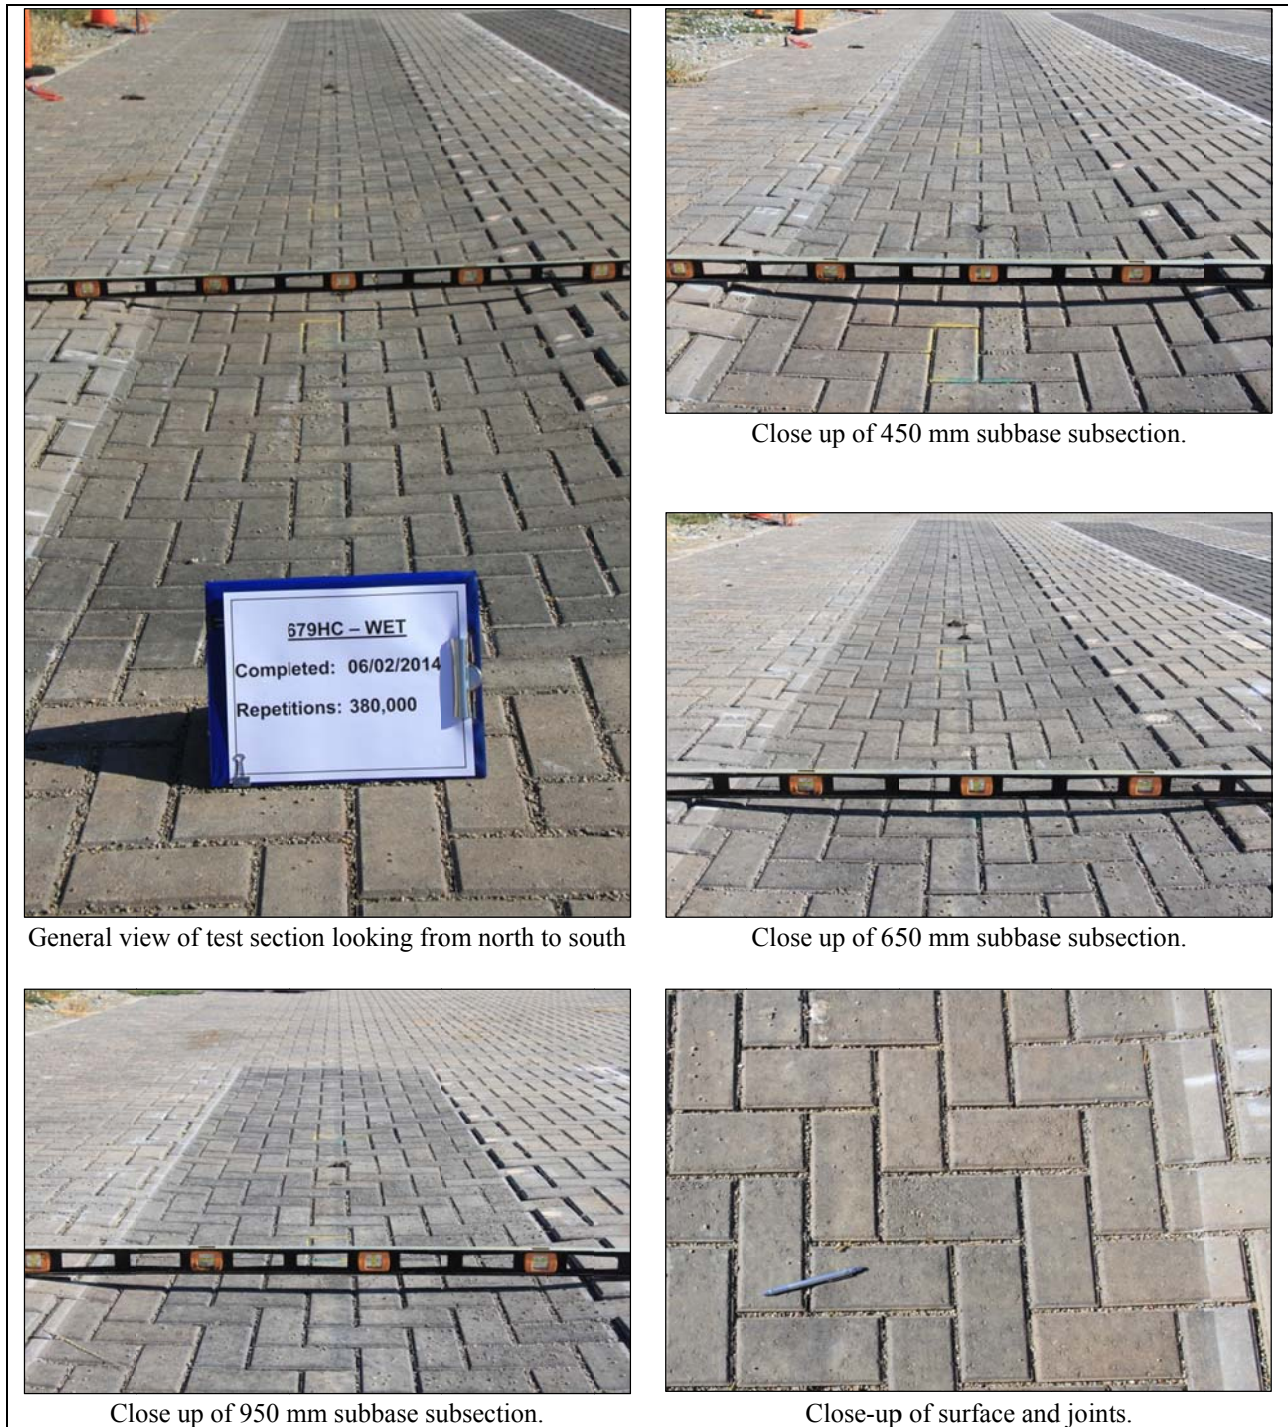 679HC – WET
Completed: 06/02/2014
Repetitions: 380,000
General view of test section looking from north to south
Close up of 450 mm subbase subsection.
Close up of 650 mm subbase subsection.
Close up of 950 mm subbase subsection.
Close-up of surface and joints.